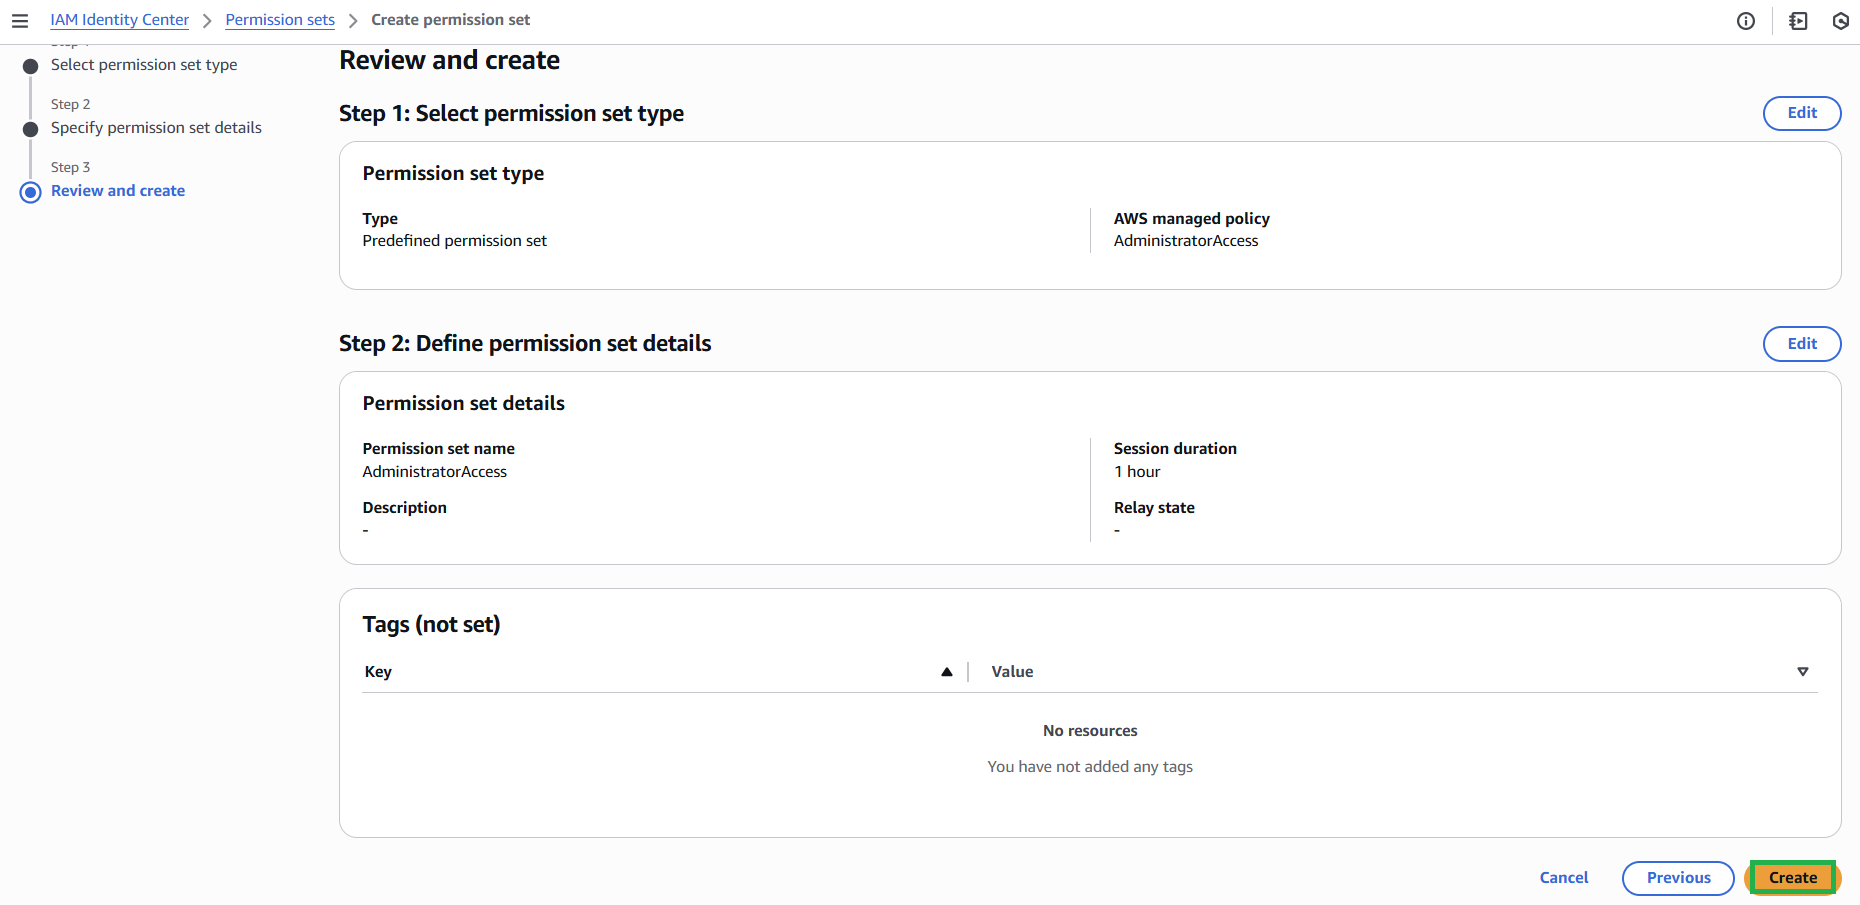 IAM Identity Center > Permission sets > Create permission set
Select permission set type
Step 2
Specify permission set details
Step 3
Review and create
Review and create
Step 1: Select permission set type
Edit
Permission set type
Type
Predefined permission set
AWS managed policy
AdministratorAccess
Step 2: Define permission set details
Edit
Permission set details
Permission set name
AdministratorAccess
Session duration
1 hour
Description
-
Relay state
-
Tags (not set)
Key
Value
No resources
You have not added any tags
Cancel
Previous
Create